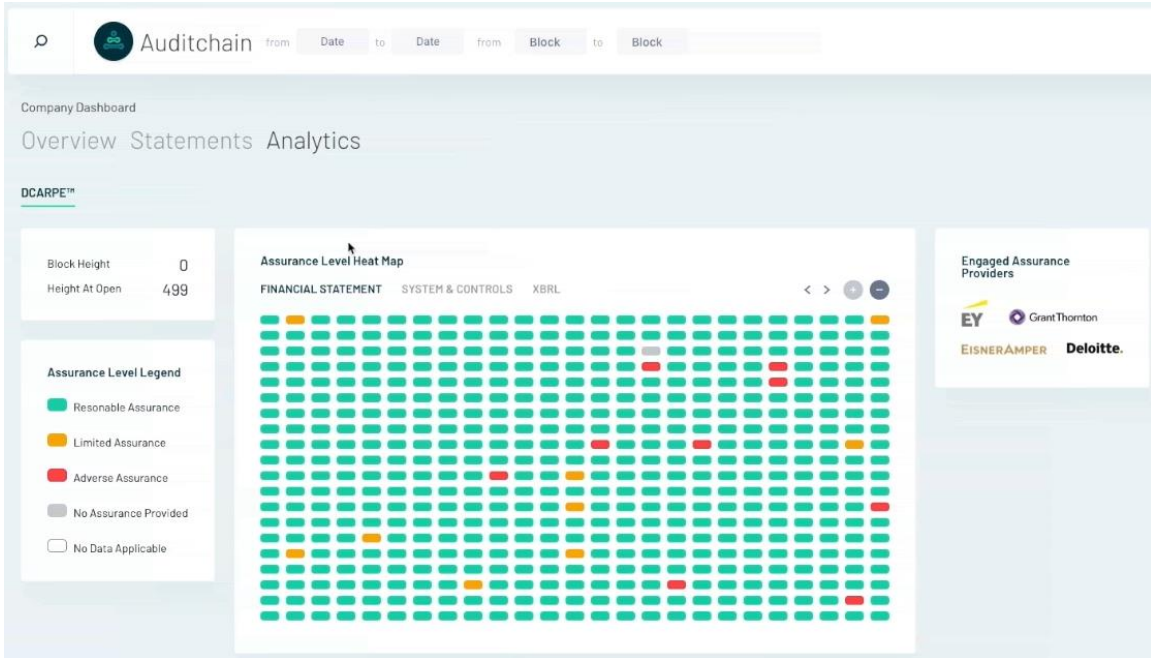 Auditchain from Date to Date from Block to Block
Company Dashboard
Overview Statements Analytics
DCARPE™
Block Height 0
Height At Open 499
Assurance Level Legend
Resonable Assurance
Limited Assurance
Adverse Assurance
No Assurance Provided
No Data Applicable
Assurance Level Heat Map
FINANCIAL STATEMENT SYSTEM & CONTROLS XBRL < > + −
Engaged Assurance
Providers
EY Grant Thornton
EISNERAMPER Deloitte.